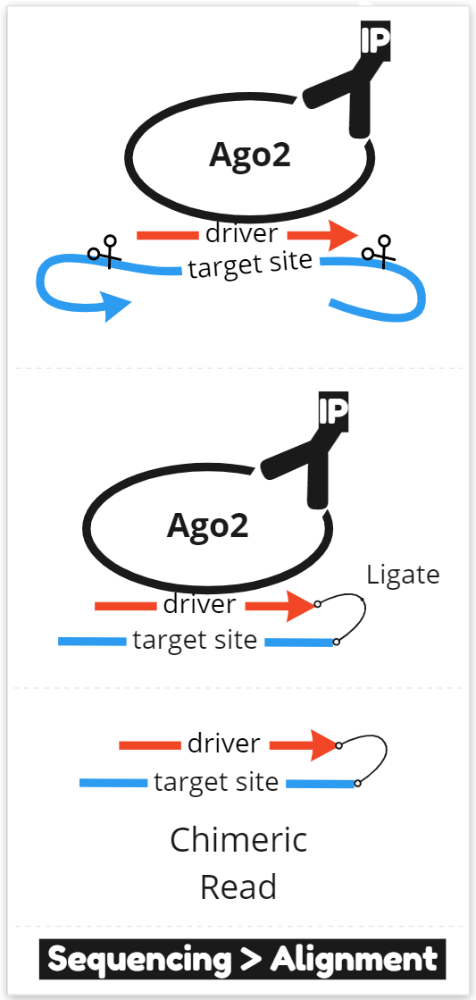 IP
Ago2
driver
target site
IP
Ago2
Ligate
driver
target site
driver
target site
Chimeric
Read
Sequencing > Alignment